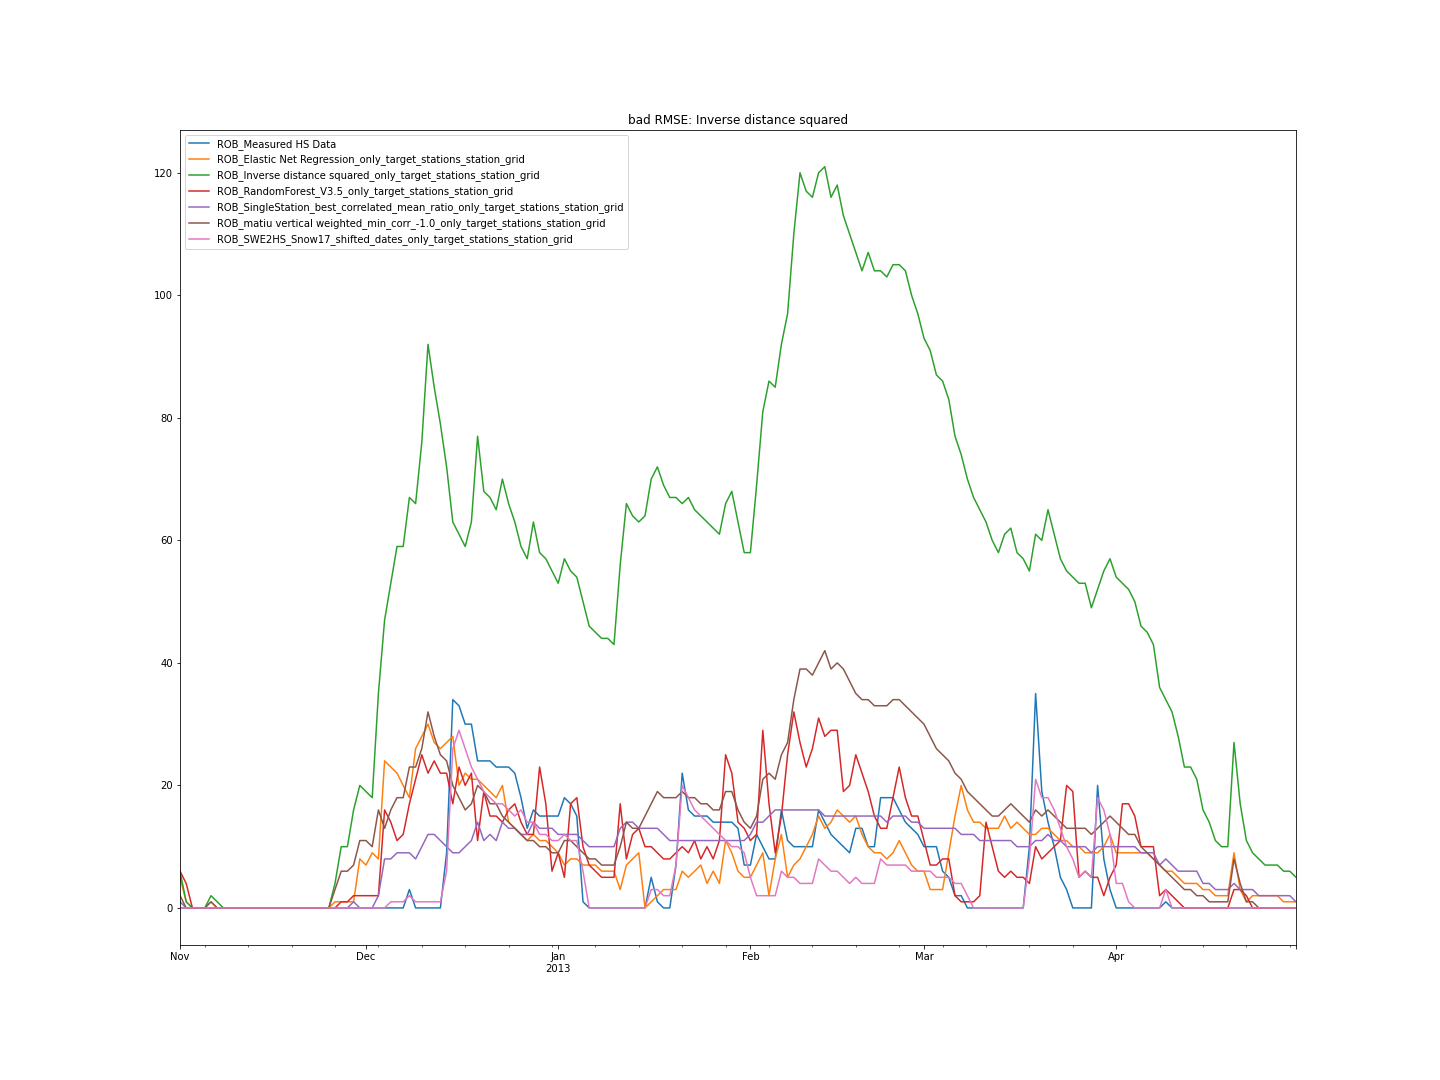 bad RMSE: Inverse distance squared
ROB_Measured HS Data
ROB_Elastic Net Regression_only_target_stations_station_grid
ROB_Inverse distance squared_only_target_stations_station_grid
ROB_RandomForest_V3.5_only_target_stations_station_grid
ROB_SingleStation_best_correlated_mean_ratio_only_target_stations_station_grid
ROB_matiu vertical weighted_min_corr_-1.0_only_target_stations_station_grid
ROB_SWE2HS_Snow17_shifted_dates_only_target_stations_station_grid
120
100
80
60
40
20
0
Nov Dec Jan Feb Mar Apr
2013